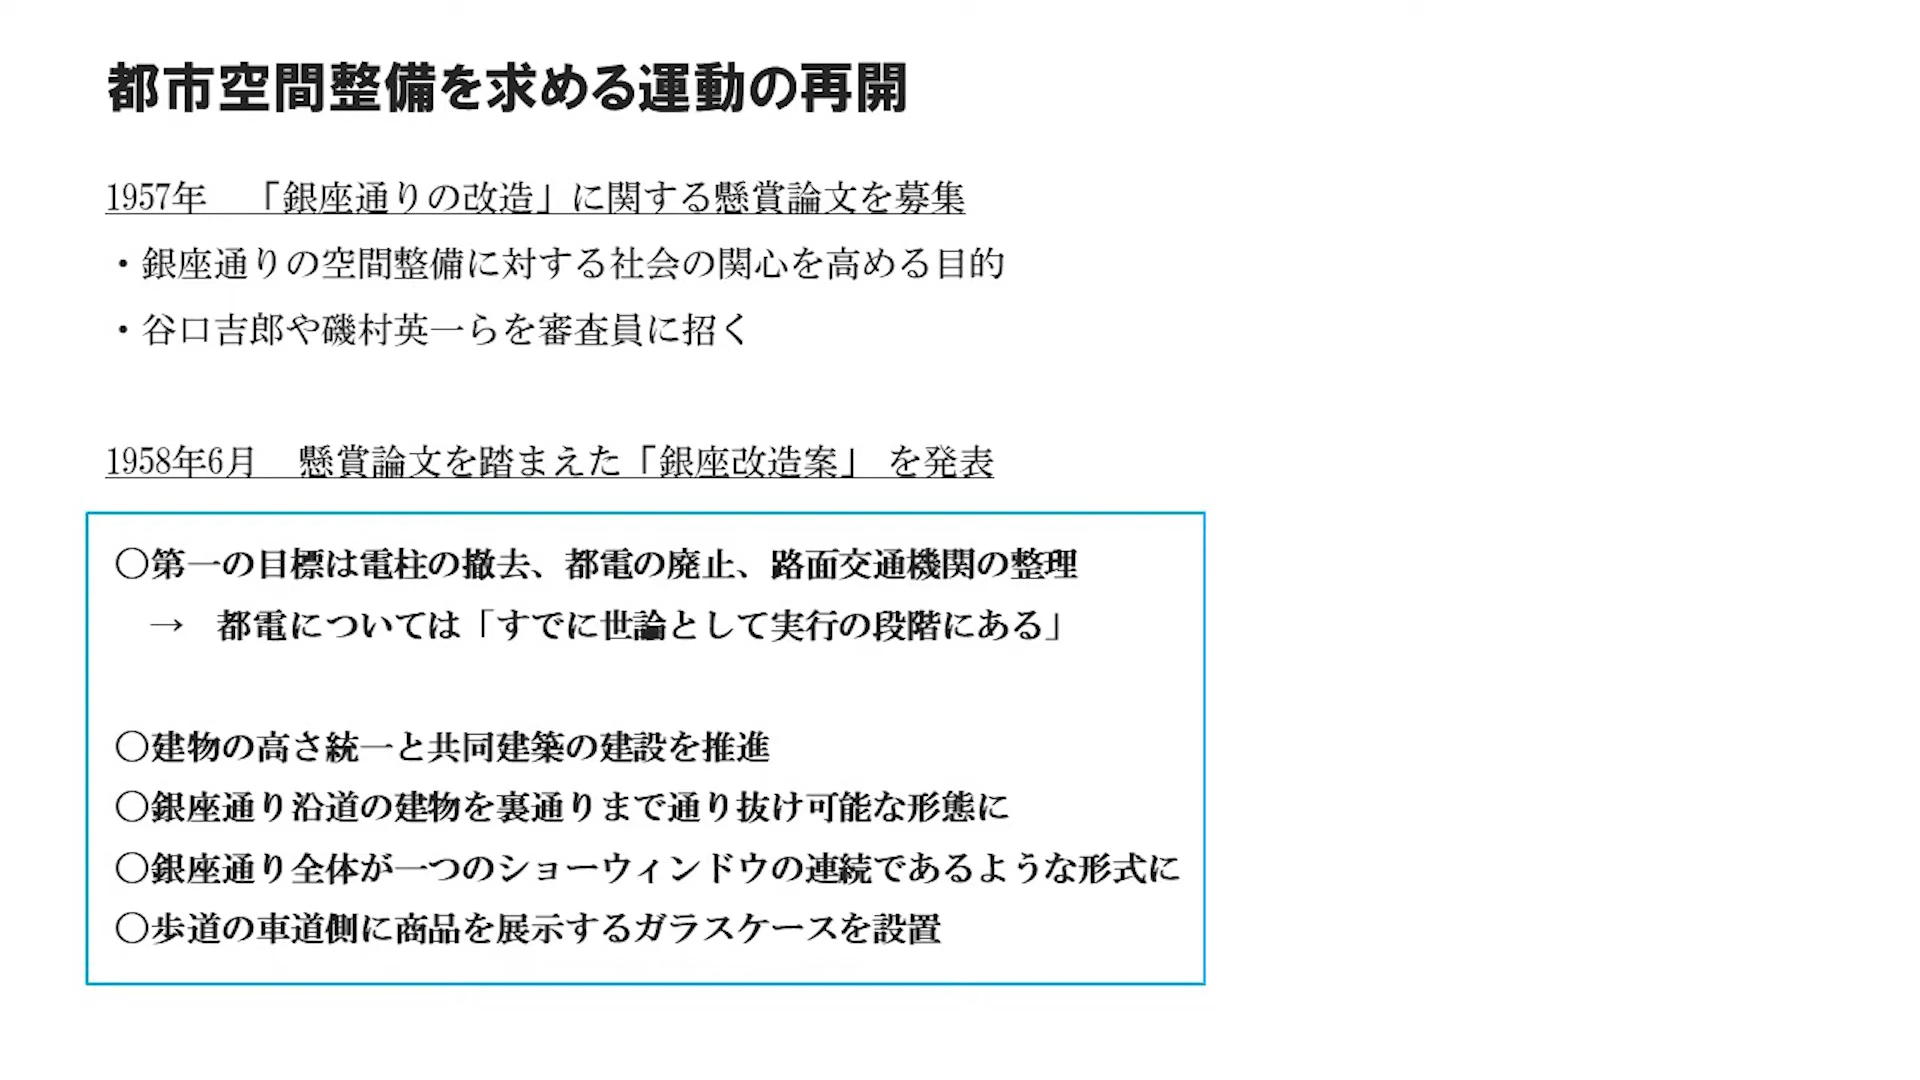 都市空間整備を求める運動の再開
1957年　「銀座通りの改造」に関する懸賞論文を募集
・銀座通りの空間整備に対する社会の関心を高める目的
・谷口吉郎や磯村英一らを審査員に招く
1958年6月　懸賞論文を踏まえた「銀座改造案」 を発表
〇第一の目標は電柱の撤去、都電の廃止、路面交通機関の整理
→　都電については「すでに世論として実行の段階にある」
〇建物の高さ統一と共同建築の建設を推進
〇銀座通り沿道の建物を裏通りまで通り抜け可能な形態に
〇銀座通り全体が一つのショーウィンドウの連続であるような形式に
〇歩道の車道側に商品を展示するガラスケースを設置